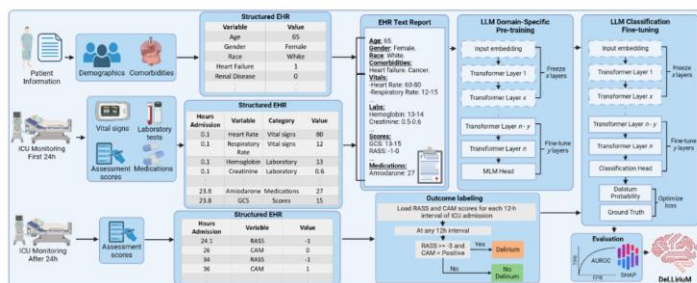 Structured EHR
Variable Value
Age 65
Gender Female
Race White
Heart Failure 1
Renal Disease 0
Patient Information
Demographics
Comorbidities
ICU Monitoring First 24h
Vital signs
Laboratory tests
Assessment scores
Medications
Structured EHR
Hours Admission Variable Category Value
0.1 Heart Rate Vital signs 80
0.1 Respiratory Rate Vital signs 12
0.1 Hemoglobin Laboratory 13
0.1 Creatinine Laboratory 0.6
23.8 Amiodarone Medications 27
23.8 GCS Scores 15
ICU Monitoring After 24h
Assessment scores
Structured EHR
Hours Admission Variable Value
24.1 RASS -1
26 CAM 0
34 RASS -1
36 CAM 1
EHR Test Report
Age: 65.
Gender: Female.
Race: White.
Comorbidities:
Heart failure. Cancer.
Vitals:
-Heart Rate: 60-80
-Respiratory Rate: 12-15
...
Labs:
Hemoglobin: 13-14
Creatinine: 0.5-0.6
...
Scores:
GCS: 13-15
RASS: -1-0
...
Medications:
Amiodarone: 27
LLM Domain-Specific Pre-training
Input embedding
Transformer Layer 1
Transformer Layer x
Freeze x layers
Transformer Layer n - y
Transformer Layer n
MLM Head
Fine-tune y layers
LLM Classification Fine-tuning
Input embedding
Transformer Layer 1
Transformer Layer x
Freeze x layers
Transformer Layer n - y
Transformer Layer n
Classification Head
Fine-tune y layers
Delirium Probability
Ground Truth
Optimize loss
Outcome labeling
Load RASS and CAM scores for each 12-h interval of ICU admission
At any 12h interval
RASS >= -3 and CAM = Positive
Yes
Delirium
No
No Delirium
Evaluation
TPR
AUROC
FPR
SHAP
DeLLiriuM